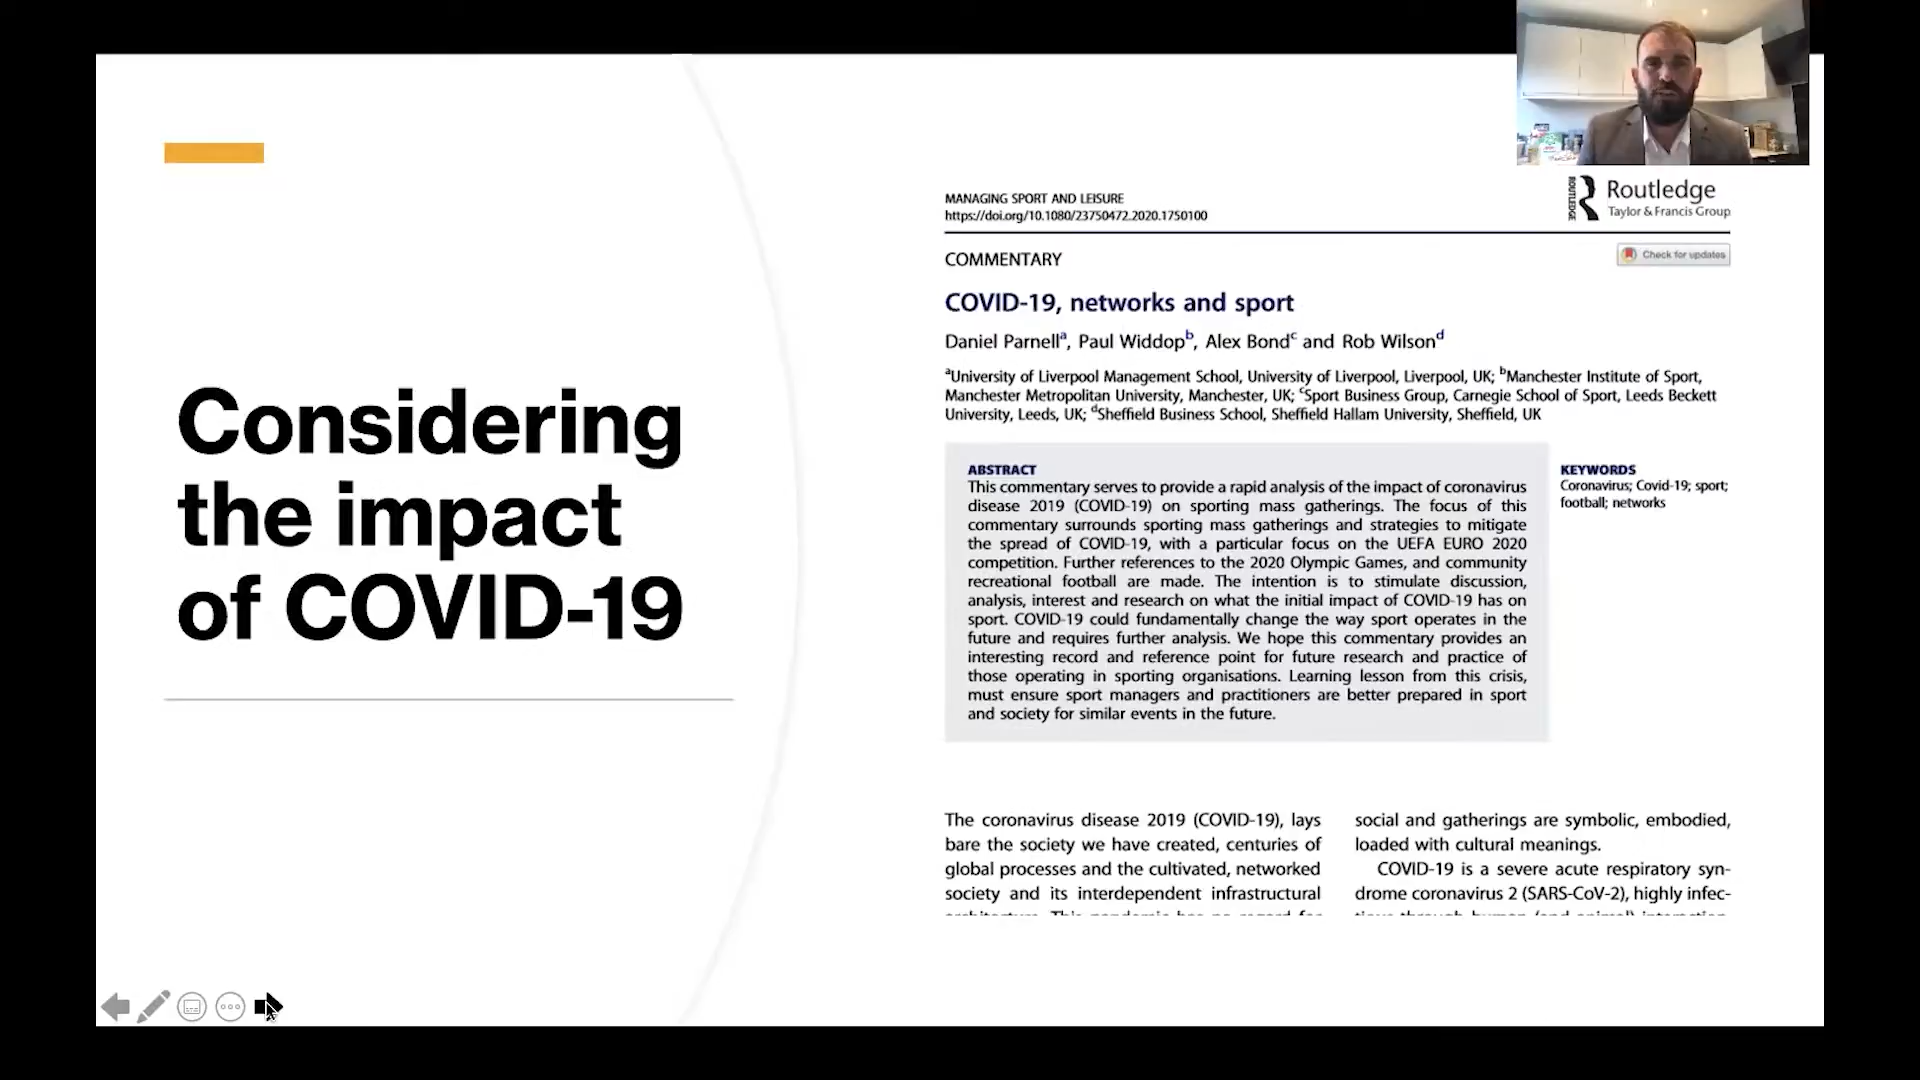 Considering
the impact
of COVID-19
MANAGING SPORT AND LEISURE
https://doi.org/10.1080/23750472.2020.1750100
ROUTLEDGE
Routledge
Taylor & Francis Group
COMMENTARY
Check for updates
COVID-19, networks and sport
Daniel Parnellᵃ, Paul Widdopᵇ, Alex Bondᶜ and Rob Wilsonᵈ
ᵃUniversity of Liverpool Management School, University of Liverpool, Liverpool, UK; ᵇManchester Institute of Sport,
Manchester Metropolitan University, Manchester, UK; ᶜSport Business Group, Carnegie School of Sport, Leeds Beckett
University, Leeds, UK; ᵈSheffield Business School, Sheffield Hallam University, Sheffield, UK
ABSTRACT
This commentary serves to provide a rapid analysis of the impact of coronavirus
disease 2019 (COVID-19) on sporting mass gatherings. The focus of this
commentary surrounds sporting mass gatherings and strategies to mitigate
the spread of COVID-19, with a particular focus on the UEFA EURO 2020
competition. Further references to the 2020 Olympic Games, and community
recreational football are made. The intention is to stimulate discussion,
analysis, interest and research on what the initial impact of COVID-19 has on
sport. COVID-19 could fundamentally change the way sport operates in the
future and requires further analysis. We hope this commentary provides an
interesting record and reference point for future research and practice of
those operating in sporting organisations. Learning lesson from this crisis,
must ensure sport managers and practitioners are better prepared in sport
and society for similar events in the future.
KEYWORDS
Coronavirus; Covid-19; sport;
football; networks
The coronavirus disease 2019 (COVID-19), lays
bare the society we have created, centuries of
global processes and the cultivated, networked
society and its interdependent infrastructural
social and gatherings are symbolic, embodied,
loaded with cultural meanings.
COVID-19 is a severe acute respiratory syn-
drome coronavirus 2 (SARS-CoV-2), highly infec-